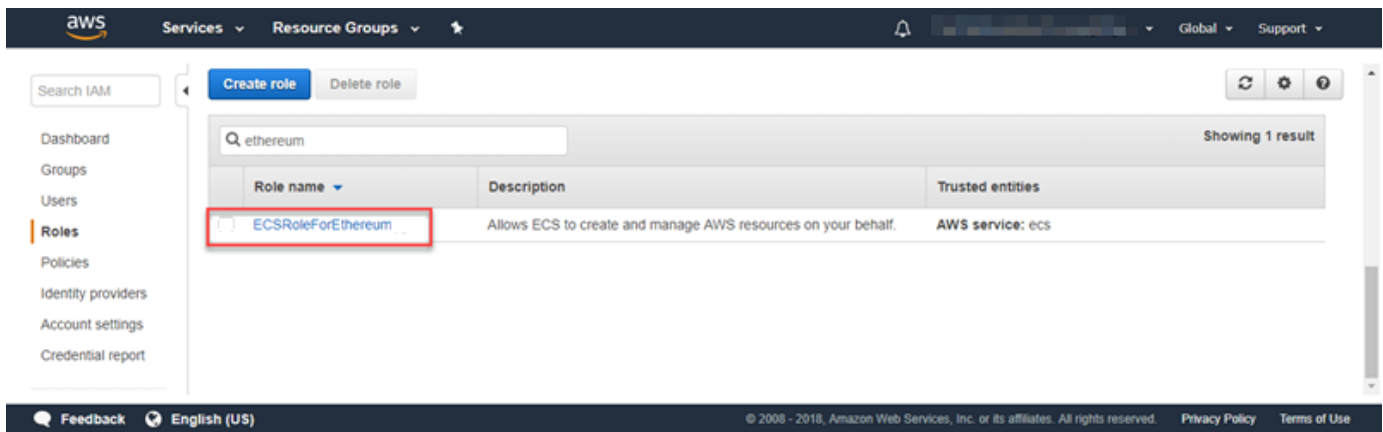 aws Services Resource Groups Global Support
Search IAM Create role Delete role
Dashboard ethereum Showing 1 result
Groups
Role name Description Trusted entities
Users
Roles ECSRoleForEthereum Allows ECS to create and manage AWS resources on your behalf. AWS service: ecs
Policies
Identity providers
Account settings
Credential report
Feedback English (US) © 2008 - 2018, Amazon Web Services, Inc. or its affiliates. All rights reserved. Privacy Policy Terms of Use